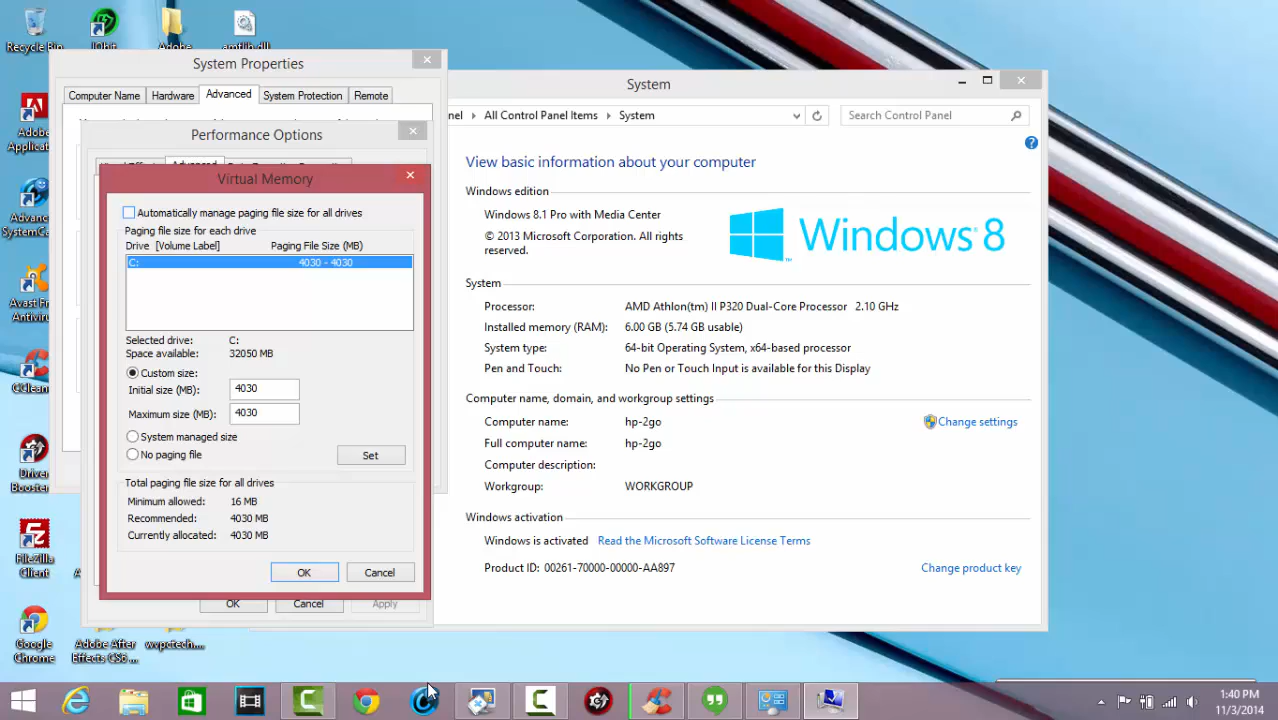 Recycle Bin
IObit
Adobe
amtlib.dll
System Properties
Computer Name
Hardware
Advanced
System Protection
Remote
Performance Options
Advanced
Virtual Memory
Automatically manage paging file size for all drives
Paging file size for each drive
Drive [Volume Label]
Paging File Size (MB)
C:
4030 - 4030
Selected drive:
C:
Space available:
32050 MB
Custom size:
Initial size (MB):
4030
Maximum size (MB):
4030
System managed size
No paging file
Set
Total paging file size for all drives
Minimum allowed:
16 MB
Recommended:
4030 MB
Currently allocated:
4030 MB
OK
Cancel
OK
Cancel
Apply
System
All Control Panel Items
System
Search Control Panel
View basic information about your computer
Windows edition
Windows 8.1 Pro with Media Center
© 2013 Microsoft Corporation. All rights
reserved.
Windows 8
System
Processor:
AMD Athlon(tm) II P320 Dual-Core Processor 2.10 GHz
Installed memory (RAM):
6.00 GB (5.74 GB usable)
System type:
64-bit Operating System, x64-based processor
Pen and Touch:
No Pen or Touch Input is available for this Display
Computer name, domain, and workgroup settings
Computer name:
hp-2go
Change settings
Full computer name:
hp-2go
Computer description:
Workgroup:
WORKGROUP
Windows activation
Windows is activated
Read the Microsoft Software License Terms
Product ID: 00261-70000-00000-AA897
Change product key
Adobe
Applic
Advanc
SystemCa
Avast Fr
Antiviru
CClean
Driver
Booster
FileZilla
Client
Google
Chrome
Adobe After
Effects CS6 ...
wvpctech....
1:40 PM
11/3/2014